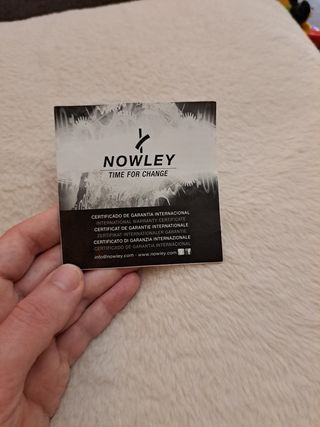 NOWLEY
TIME FOR CHANGE
CERTIFICADO DE GARANTÍA INTERNACIONAL
INTERNATIONAL WARRANTY CERTIFICATE
CERTIFICAT DE GARANTIE INTERNATIONALE
ZERTIFIKAT INTERNATIONALER GARANTIE
CERTIFICATO DI GARANZIA INTERNAZIONALE
CERTIFICADO DE GARANTIA INTERNACIONAL
info@nowley.com - www.nowley.com